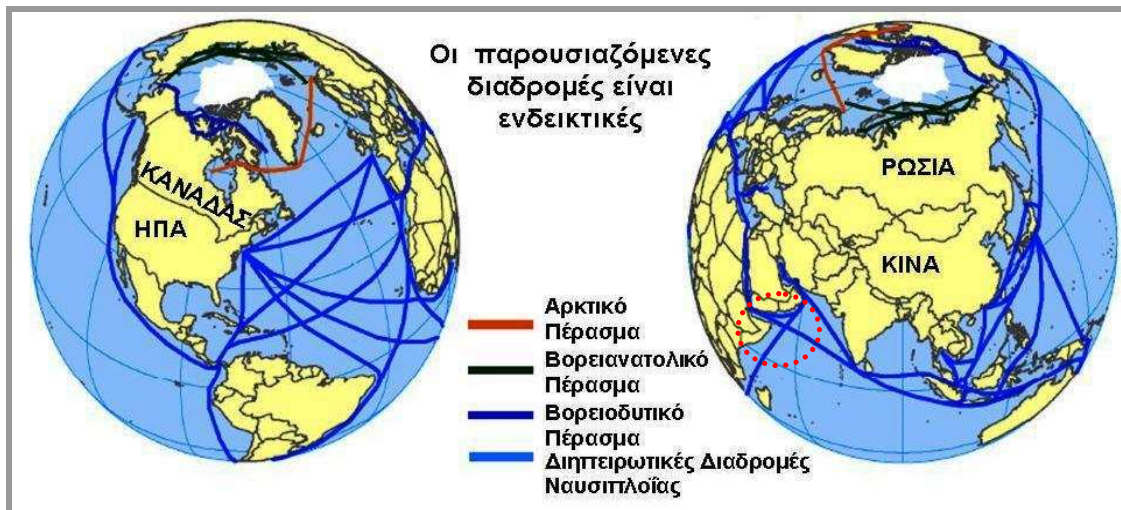 Οι παρουσιαζόμενες
διαδρομές είναι
ενδεικτικές
ΚΑΝΑΔΑΣ
ΗΠΑ
ΡΩΣΙΑ
ΚΙΝΑ
Αρκτικό
Πέρασμα
Βορειανατολικό
Πέρασμα
Βορειοδυτικό
Πέρασμα
Διηπειρωτικές Διαδρομές
Ναυσιπλοΐας